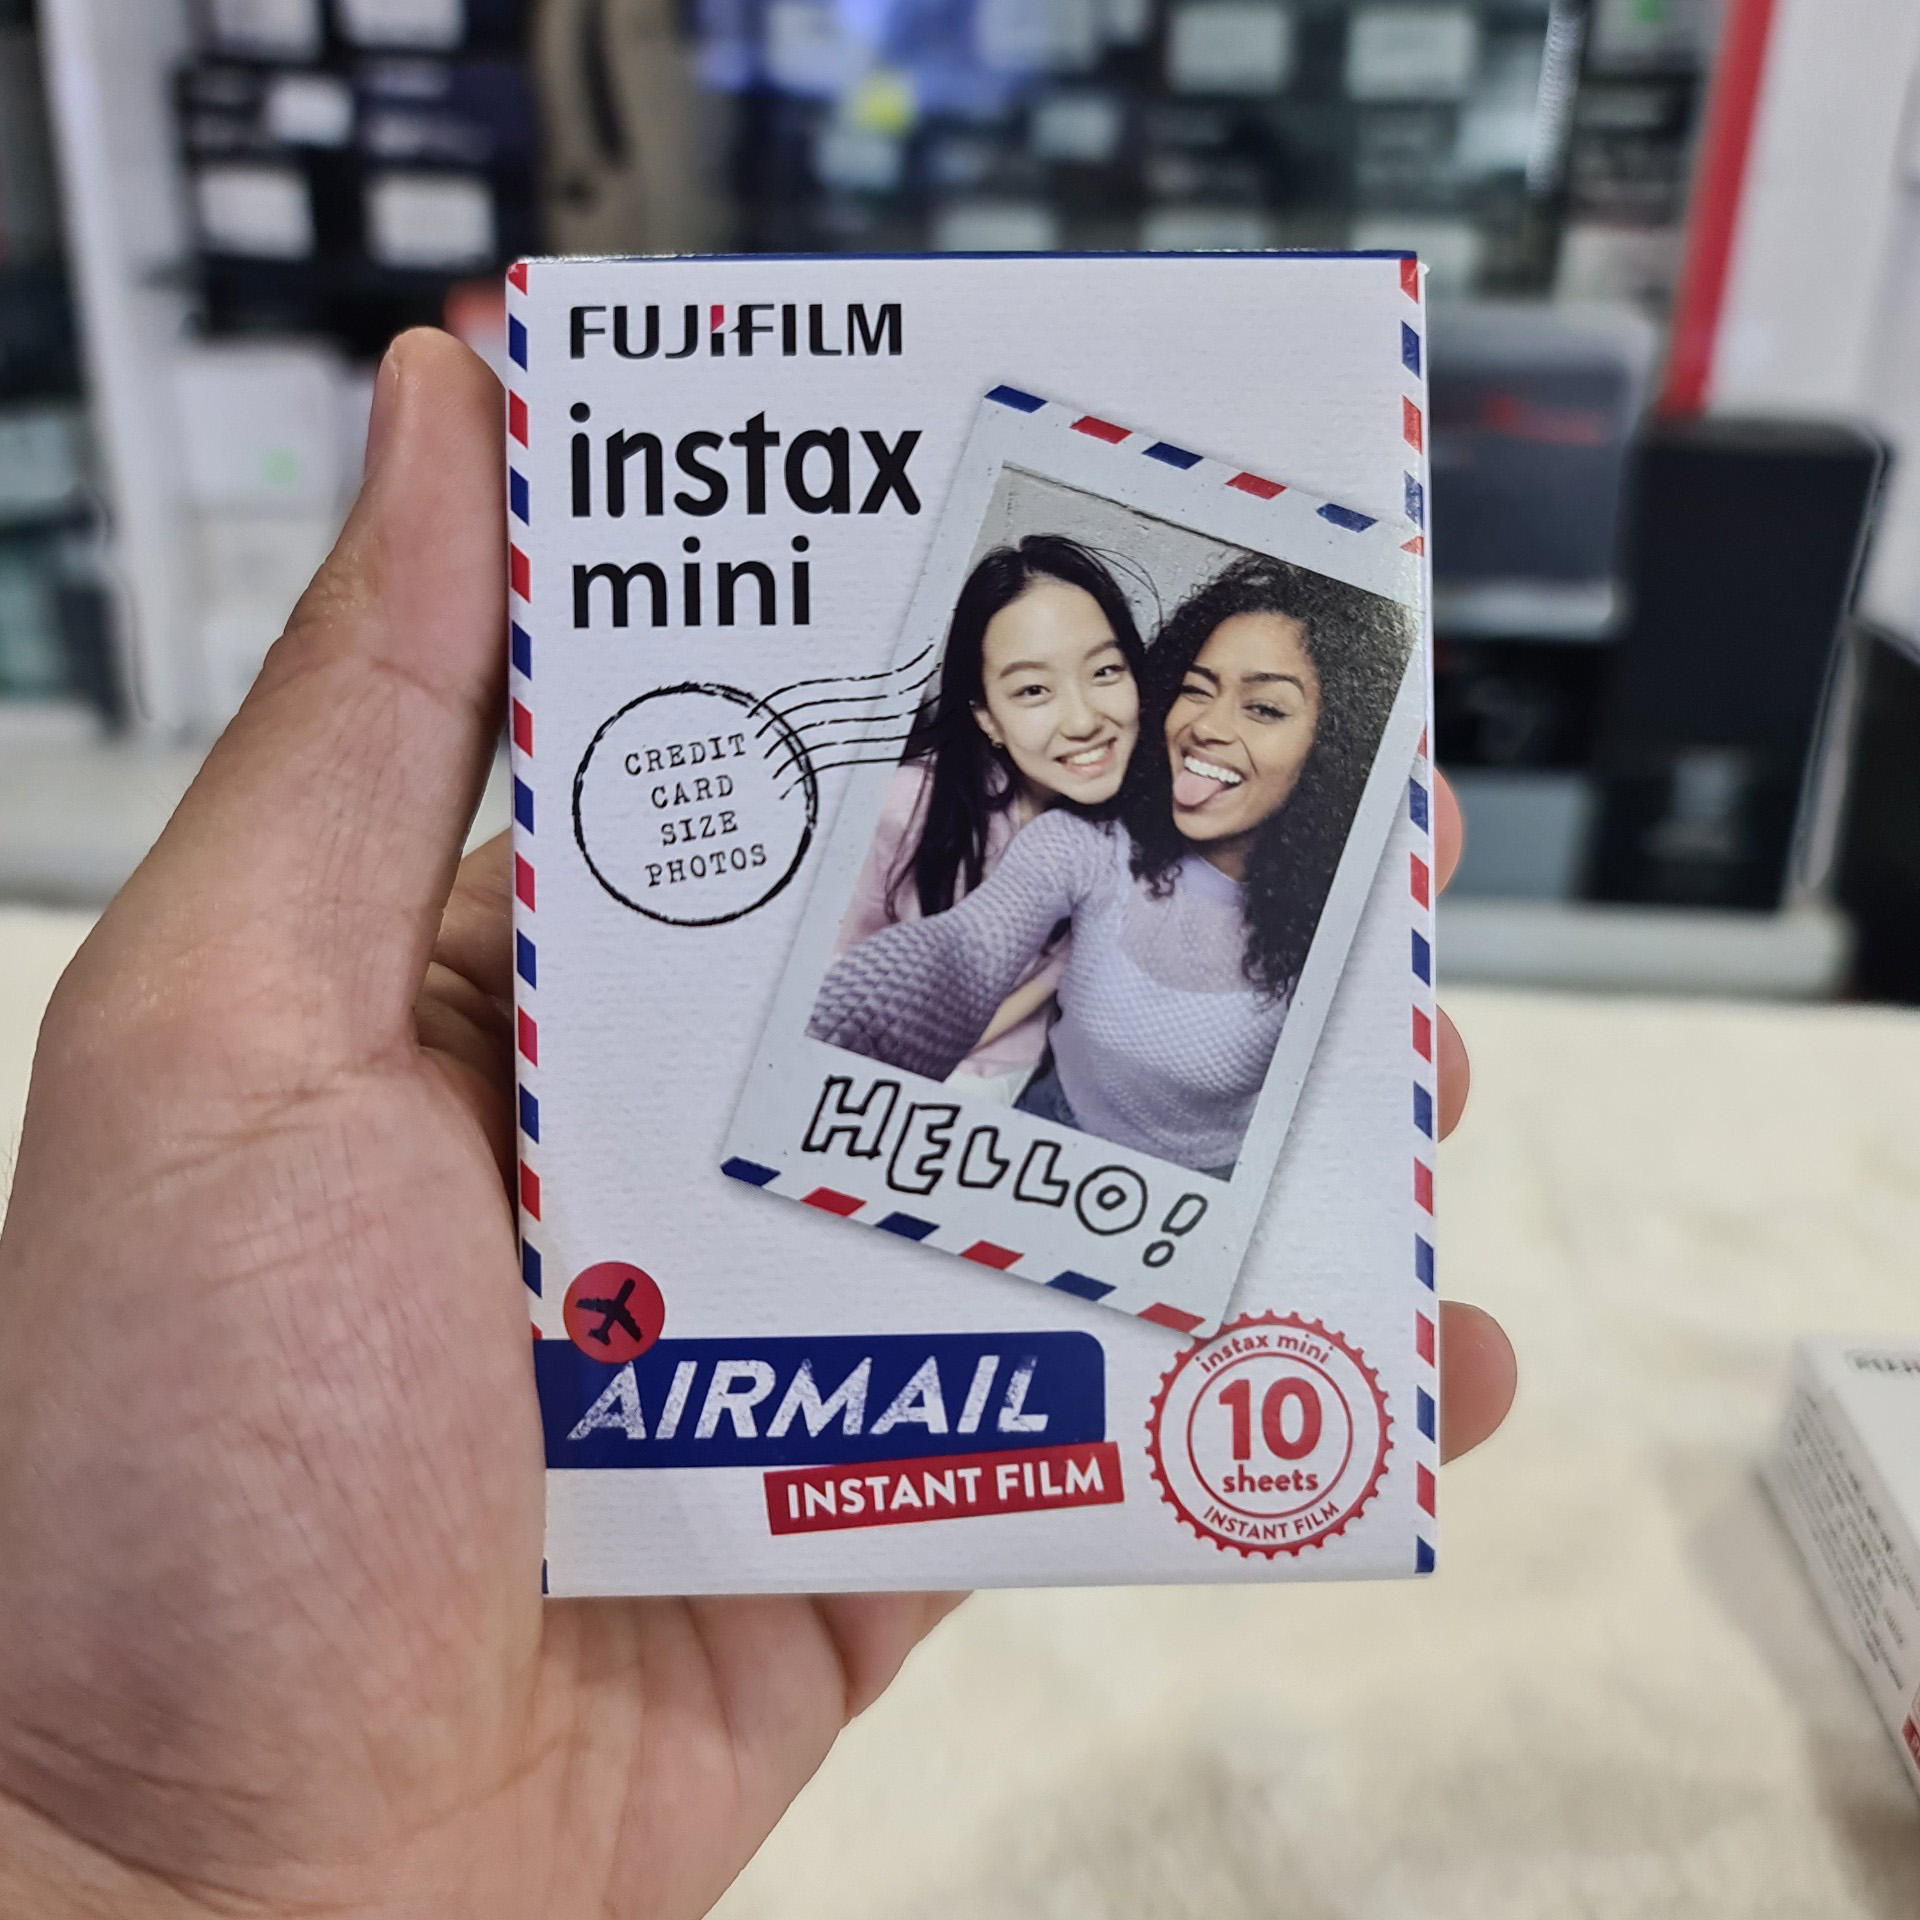 FUJIFILM
instax
mini
CREDIT
CARD
SIZE
PHOTOS
HELLO!
AIRMAIL
INSTANT FILM
instax mini
10
sheets
INSTANT FILM